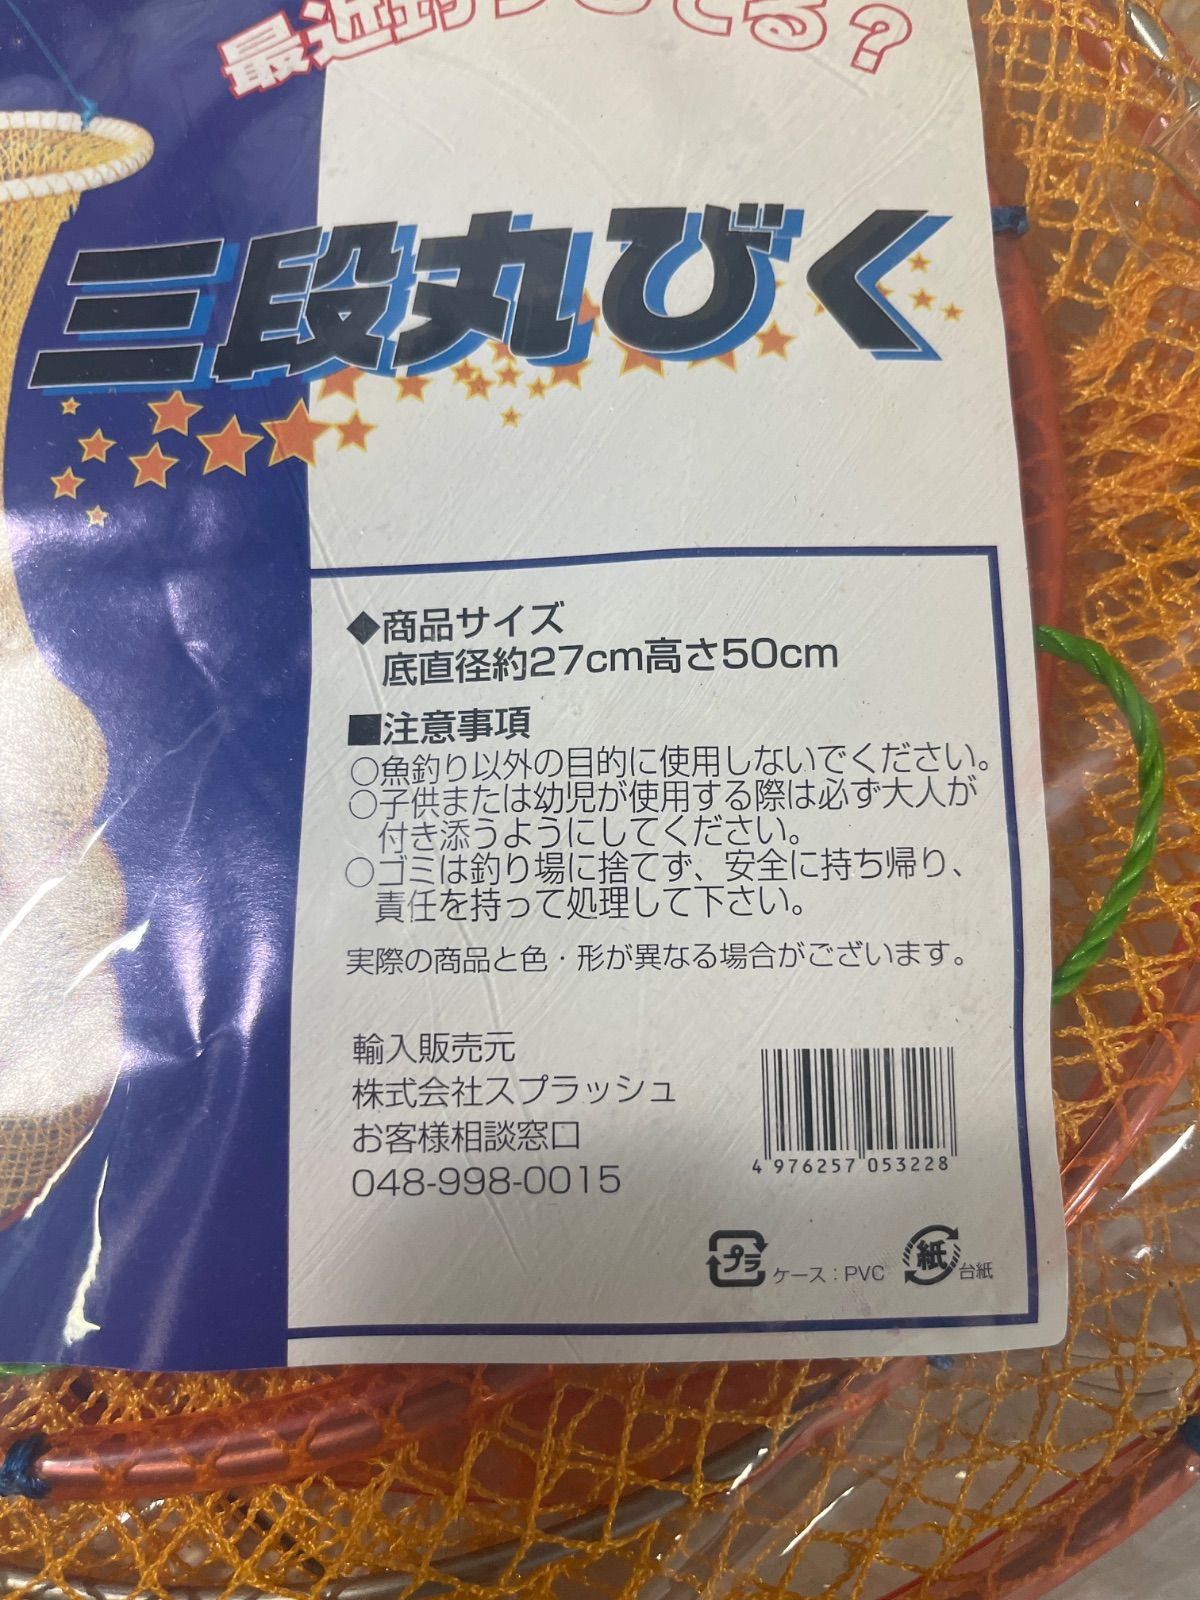 最近釣りしてる？
三段丸びく
◆商品サイズ
底直径約27cm高さ50cm
■注意事項
○魚釣り以外の目的に使用しないでください。
○子供または幼児が使用する際は必ず大人が
付き添うようにしてください。
○ゴミは釣り場に捨てず、安全に持ち帰り、
責任を持って処理して下さい。
実際の商品と色・形が異なる場合がございます。
輸入販売元
株式会社スプラッシュ
お客様相談窓口
048-998-0015
4 976257 053228
プラ ケース：PVC 紙 台紙